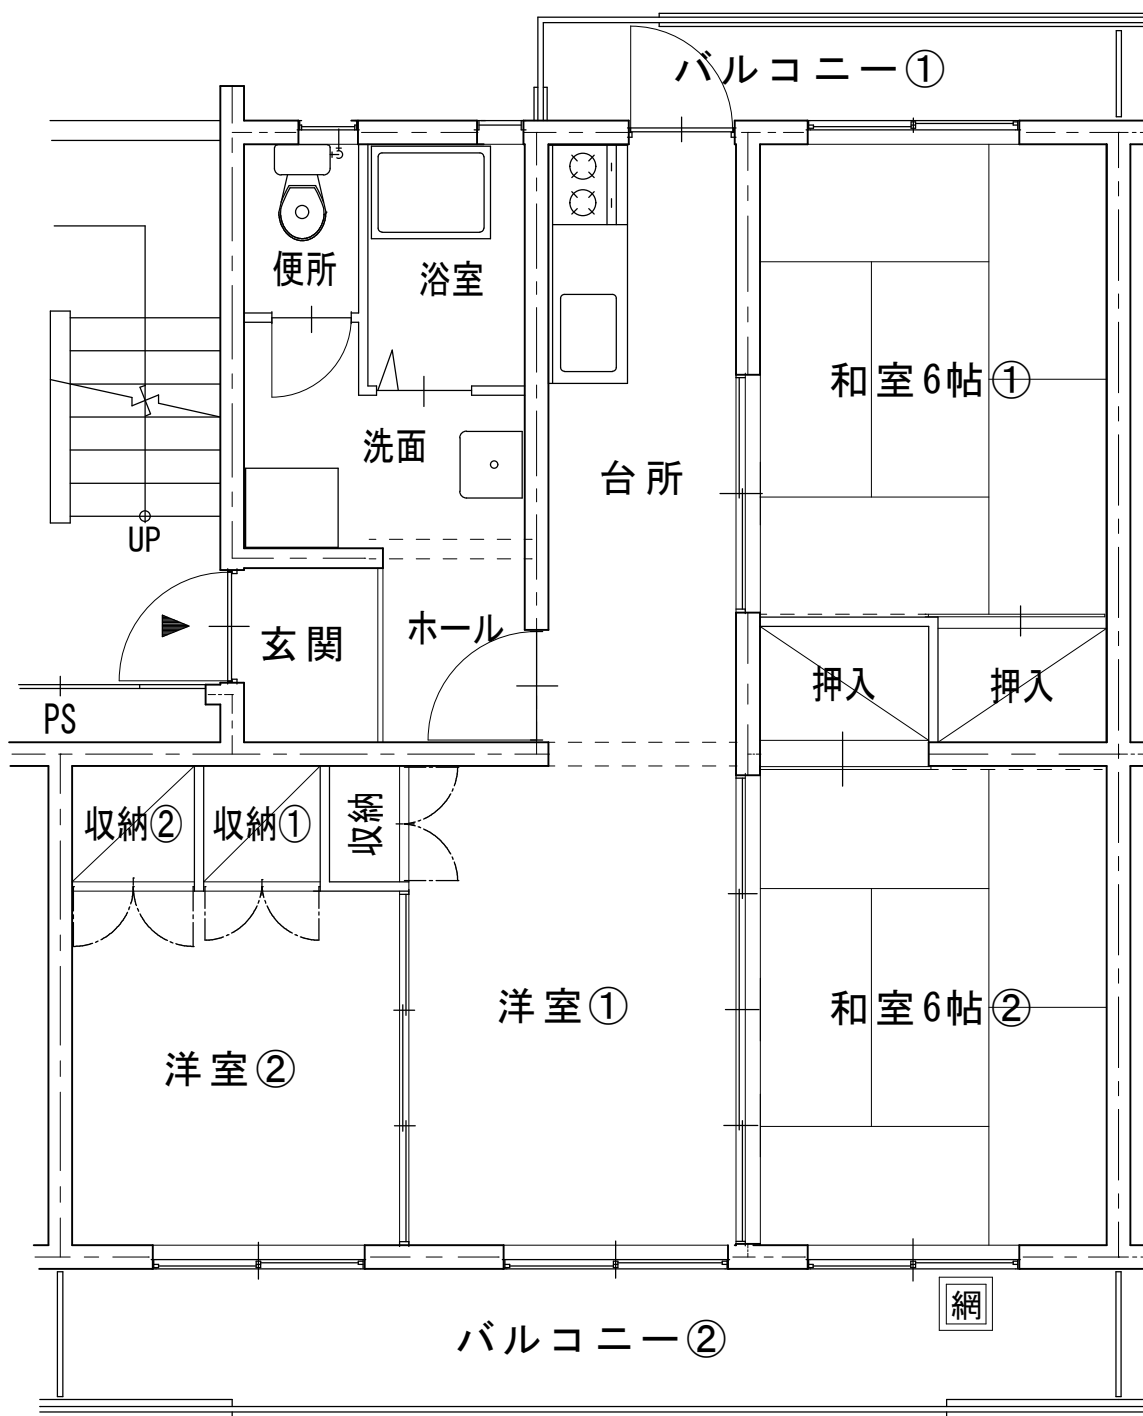 バルコニー①
便所
浴室
和室6帖①
洗面
台所
UP
ホール
玄関
押入
押入
PS
収納②
収納①
収納
洋室①
和室6帖②
洋室②
網
バルコニー②